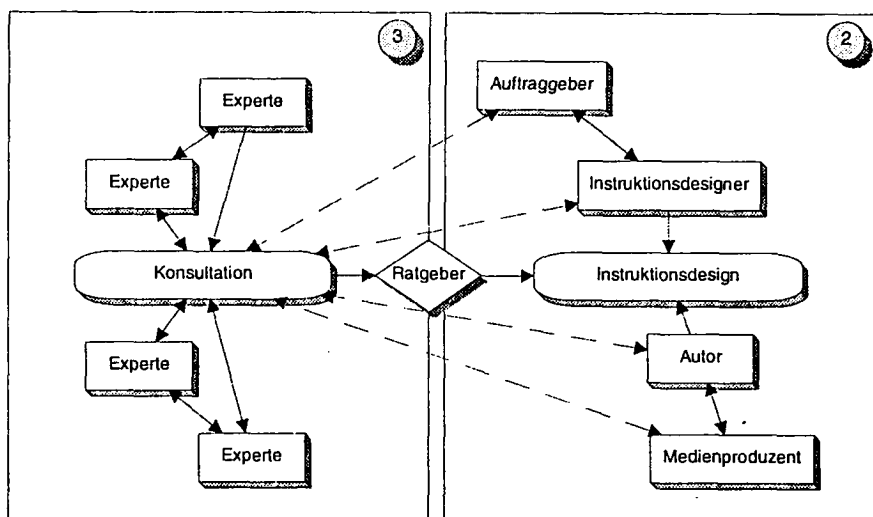 3
Experte
Experte
Konsultation
Experte
Experte
Ratgeber
2
Auftraggeber
Instruktionsdesigner
Instruktionsdesign
Autor
Medienproduzent